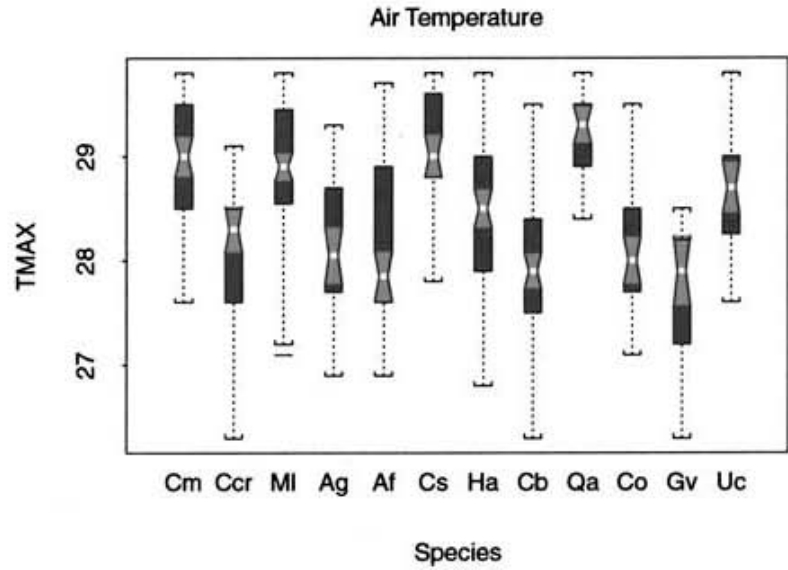 Air Temperature
TMAX
29
28
27
Cm Ccr Ml Ag Af Cs Ha Cb Qa Co Gv Uc
Species